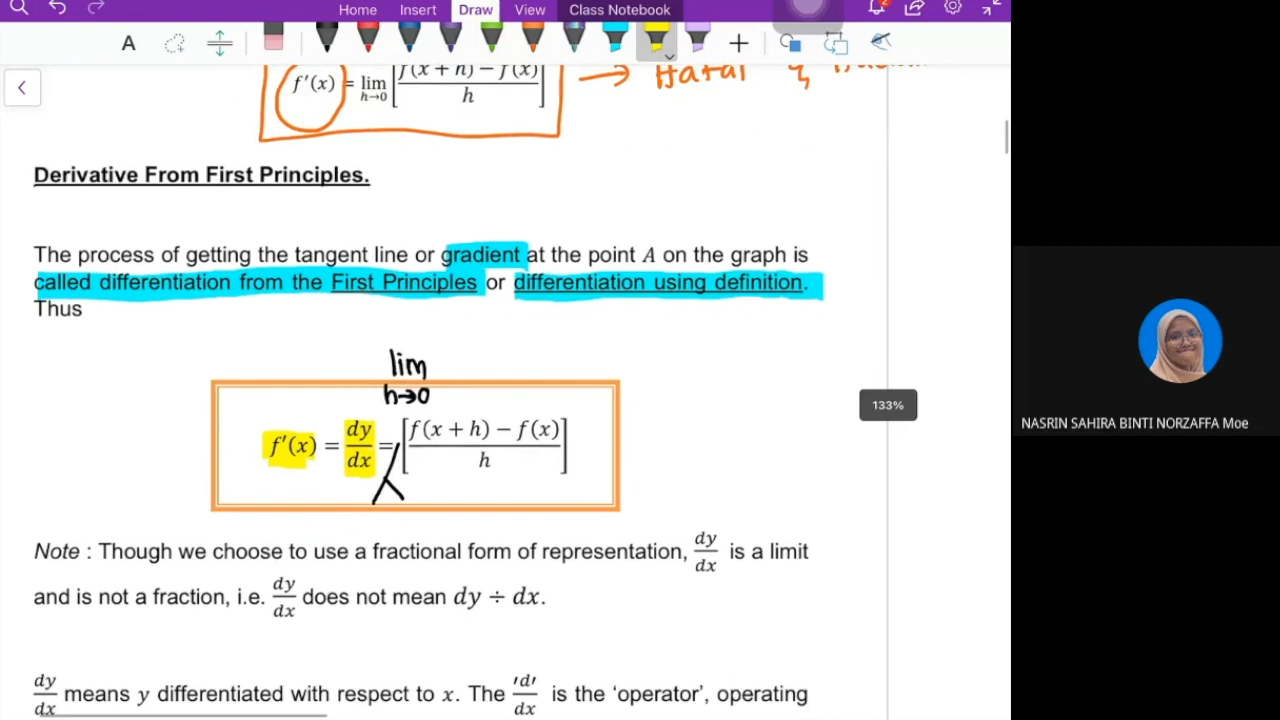 Home Insert Draw View Class Notebook
2
A
f'(x) = lim h→0 [f(x + h) − f(x) / h] → Hafal &
Derivative From First Principles.
The process of getting the tangent line or gradient at the point A on the graph is
called differentiation from the First Principles or differentiation using definition.
Thus
lim
h→0
f'(x) = dy/dx = [f(x + h) − f(x) / h]
133%
NASRIN SAHIRA BINTI NORZAFFA Moe
Note : Though we choose to use a fractional form of representation, dy/dx is a limit
and is not a fraction, i.e. dy/dx does not mean dy ÷ dx.
dy/dx means y differentiated with respect to x. The 'd'/dx is the ‘operator’, operating